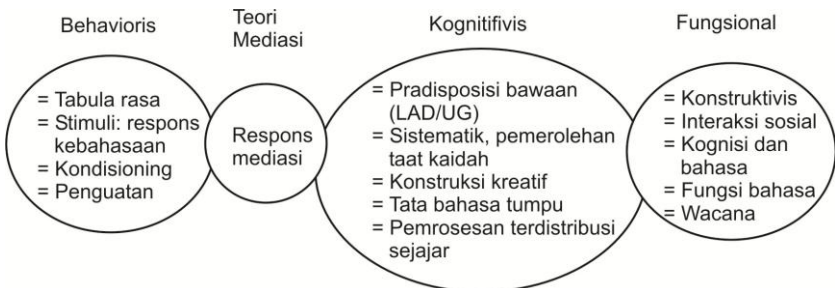 Behavioris
Teori
Mediasi
Kognitifivis
Fungsional
= Tabula rasa
= Stimuli: respons
kebahasaan
= Kondisioning
= Penguatan
Respons
mediasi
= Pradisposisi bawaan
(LAD/UG)
= Sistematik, pemerolehan
taat kaidah
= Konstruksi kreatif
= Tata bahasa tumpu
= Pemrosesan terdistribusi
sejajar
= Konstruktivis
= Interaksi sosial
= Kognisi dan
bahasa
= Fungsi bahasa
= Wacana